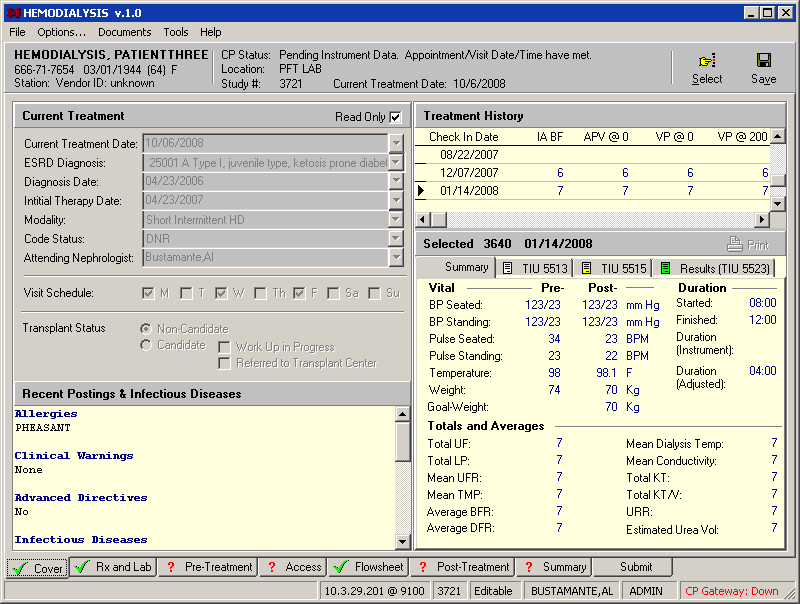 HEMODIALYSIS v.1.0
File Options... Documents Tools Help
HEMODIALYSIS, PATIENTTHREE
666-71-7654 03/01/1944 (64) F
Station: Vendor ID: unknown
CP Status: Pending Instrument Data. Appointment/Visit Date/Time have met.
Location: PFT LAB
Study #: 3721 Current Treatment Date: 10/6/2008
Select Save
Current Treatment Read Only
Current Treatment Date: 10/06/2008
ESRD Diagnosis: 25001 A Type I, juvenile type, ketosis prone diabet
Diagnosis Date: 04/23/2006
Intitial Therapy Date: 04/23/2007
Modality: Short Intermittent HD
Code Status: DNR
Attending Nephrologist: Bustamante,Al
Visit Schedule: M T W Th F Sa Su
Transplant Status Non-Candidate
Candidate Work Up in Progress
Referred to Transplant Center
Recent Postings & Infectious Diseases
Allergies
PHEASANT
Clinical Warnings
None
Advanced Directives
No
Infectious Diseases
Treatment History
Check In Date IA BF APV @ 0 VP @ 0 VP @ 200
08/22/2007
12/07/2007 6 6 6 6
01/14/2008 7 7 7 7
Selected 3640 01/14/2008 Print
Summary TIU 5513 TIU 5515 Results (TIU 5523)
Vital Pre- Post- Duration
BP Seated: 123/23 123/23 mm Hg Started: 08:00
BP Standing: 123/23 123/23 mm Hg Finished: 12:00
Pulse Seated: 34 23 BPM Duration (Instrument):
Pulse Standing: 23 22 BPM
Temperature: 98 98.1 F Duration (Adjusted): 04:00
Weight: 74 70 Kg
Goal-Weight: 70 Kg
Totals and Averages
Total UF: 7 Mean Dialysis Temp: 7
Total LP: 7 Mean Conductivity: 7
Mean UFR: 7 Total KT: 7
Mean TMP: 7 Total KT/V: 7
Average BFR: 7 URR: 7
Average DFR: 7 Estimated Urea Vol: 7
Cover Rx and Lab ? Pre-Treatment ? Access Flowsheet ? Post-Treatment ? Summary Submit
10.3.29.201 @ 9100 3721 Editable BUSTAMANTE,AL ADMIN CP Gateway: Down